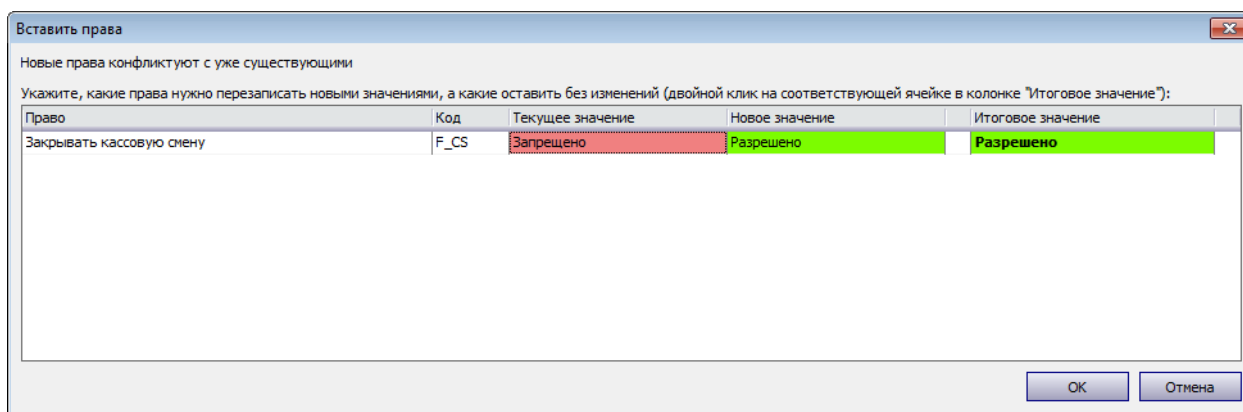 Вставить права
Новые права конфликтуют с уже существующими
Укажите, какие права нужно перезаписать новыми значениями, а какие оставить без изменений (двойной клик на соответствующей ячейке в колонке "Итоговое значение"):
Право Код Текущее значение Новое значение Итоговое значение
Закрывать кассовую смену F_CS Запрещено Разрешено Разрешено
OK Отмена